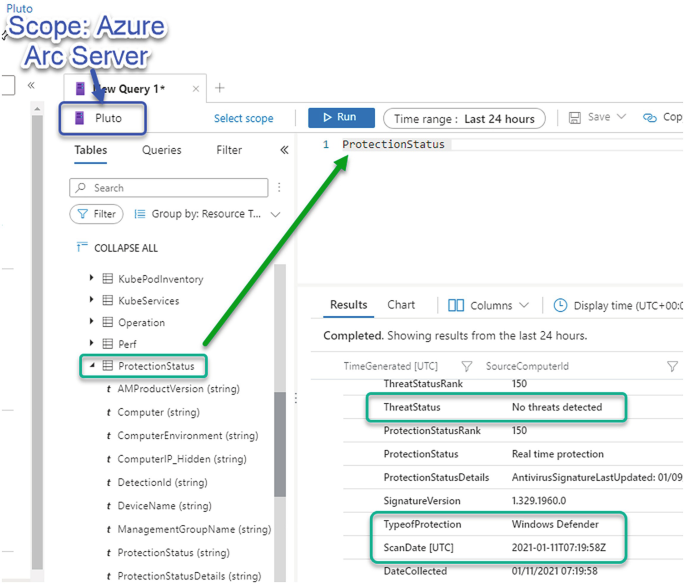 Pluto
Scope: Azure
Arc Server
New Query 1*
Pluto
Select scope
Run
Time range : Last 24 hours
Save
Cop
Tables
Queries
Filter
1 ProtectionStatus
Search
Filter
Group by: Resource T...
COLLAPSE ALL
KubePodInventory
KubeServices
Operation
Perf
ProtectionStatus
t AMProductVersion (string)
t Computer (string)
t ComputerEnvironment (string)
t ComputerIP_Hidden (string)
t DetectionId (string)
t DeviceName (string)
t ManagementGroupName (string)
t ProtectionStatus (string)
t ProtectionStatusDetails (string)
Results
Chart
Columns
Display time (UTC+00:0
Completed. Showing results from the last 24 hours.
TimeGenerated [UTC]
SourceComputerId
ThreatStatusRank 150
ThreatStatus No threats detected
ProtectionStatusRank 150
ProtectionStatus Real time protection
ProtectionStatusDetails AntivirusSignatureLastUpdated: 01/09
SignatureVersion 1.329.1960.0
TypeofProtection Windows Defender
ScanDate [UTC] 2021-01-11T07:19:58Z
DateCollected 01/11/2021 07:19:58